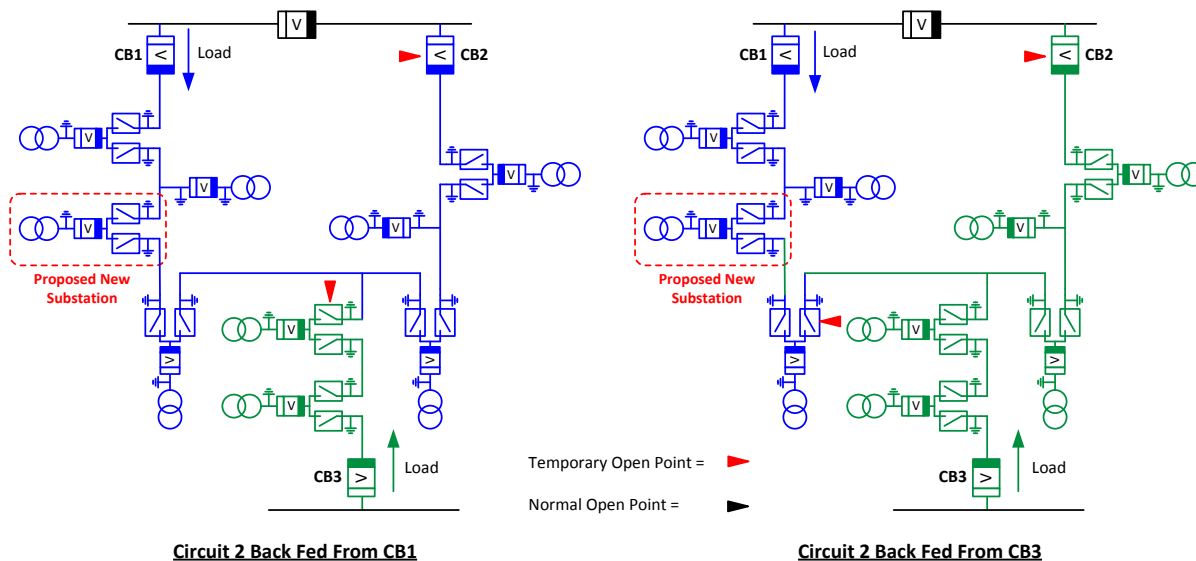 V
CB1
V
Load
V
CB2
V
V
V
V
V
V
Proposed New
Substation
V
V
V
V
CB3
V
Load
V
CB1
V
Load
V
CB2
V
V
V
V
V
V
Proposed New
Substation
V
V
V
V
CB3
V
Load
Temporary Open Point =
Normal Open Point =
Circuit 2 Back Fed From CB1
Circuit 2 Back Fed From CB3